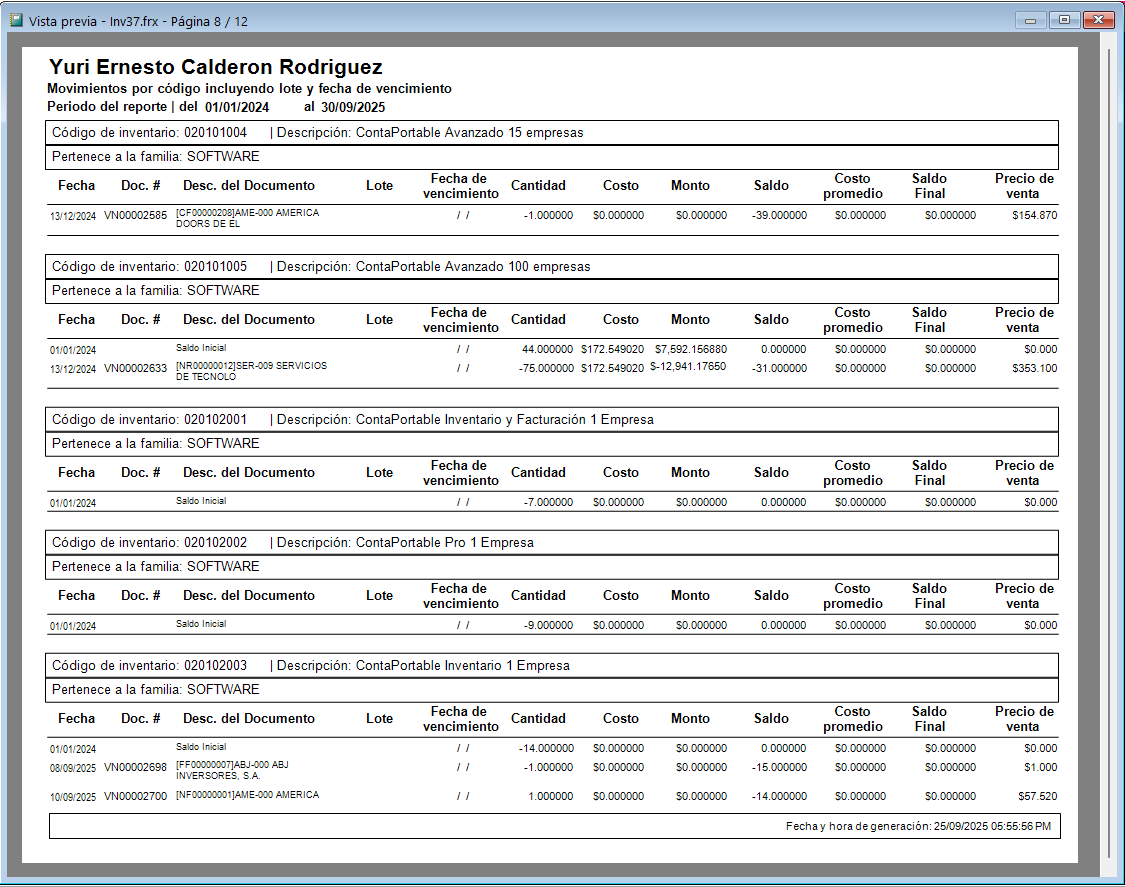 Vista previa - Inv37.frx - Página 8 / 12
Yuri Ernesto Calderon Rodriguez
Movimientos por código incluyendo lote y fecha de vencimiento
Periodo del reporte | del 01/01/2024 al 30/09/2025
Código de inventario: 020101004 | Descripción: ContaPortable Avanzado 15 empresas
Pertenece a la familia: SOFTWARE
Fecha Doc. # Desc. del Documento Lote Fecha de vencimiento Cantidad Costo Monto Saldo Costo promedio Saldo Final Precio de venta
13/12/2024 VN00002585 [CF00000208]AME-000 AMERICA / / -1.000000 $0.000000 $0.000000 -39.000000 $0.000000 $0.000000 $154.870
DOORS DE EL
Código de inventario: 020101005 | Descripción: ContaPortable Avanzado 100 empresas
Pertenece a la familia: SOFTWARE
Fecha Doc. # Desc. del Documento Lote Fecha de vencimiento Cantidad Costo Monto Saldo Costo promedio Saldo Final Precio de venta
01/01/2024 Saldo Inicial / / 44.000000 $172.549020 $7,592.156880 0.000000 $0.000000 $0.000000 $0.000
13/12/2024 VN00002633 [NR00000012]SER-009 SERVICIOS / / -75.000000 $172.549020 $-12,941.17650 -31.000000 $0.000000 $0.000000 $353.100
DE TECNOLO
Código de inventario: 020102001 | Descripción: ContaPortable Inventario y Facturación 1 Empresa
Pertenece a la familia: SOFTWARE
Fecha Doc. # Desc. del Documento Lote Fecha de vencimiento Cantidad Costo Monto Saldo Costo promedio Saldo Final Precio de venta
01/01/2024 Saldo Inicial / / -7.000000 $0.000000 $0.000000 0.000000 $0.000000 $0.000000 $0.000
Código de inventario: 020102002 | Descripción: ContaPortable Pro 1 Empresa
Pertenece a la familia: SOFTWARE
Fecha Doc. # Desc. del Documento Lote Fecha de vencimiento Cantidad Costo Monto Saldo Costo promedio Saldo Final Precio de venta
01/01/2024 Saldo Inicial / / -9.000000 $0.000000 $0.000000 0.000000 $0.000000 $0.000000 $0.000
Código de inventario: 020102003 | Descripción: ContaPortable Inventario 1 Empresa
Pertenece a la familia: SOFTWARE
Fecha Doc. # Desc. del Documento Lote Fecha de vencimiento Cantidad Costo Monto Saldo Costo promedio Saldo Final Precio de venta
01/01/2024 Saldo Inicial / / -14.000000 $0.000000 $0.000000 0.000000 $0.000000 $0.000000 $0.000
08/09/2025 VN00002698 [FF00000007]ABJ-000 ABJ / / -1.000000 $0.000000 $0.000000 -15.000000 $0.000000 $0.000000 $1.000
INVERSORES, S.A.
10/09/2025 VN00002700 [NF00000001]AME-000 AMERICA / / 1.000000 $0.000000 $0.000000 -14.000000 $0.000000 $0.000000 $57.520
Fecha y hora de generación: 25/09/2025 05:55:56 PM